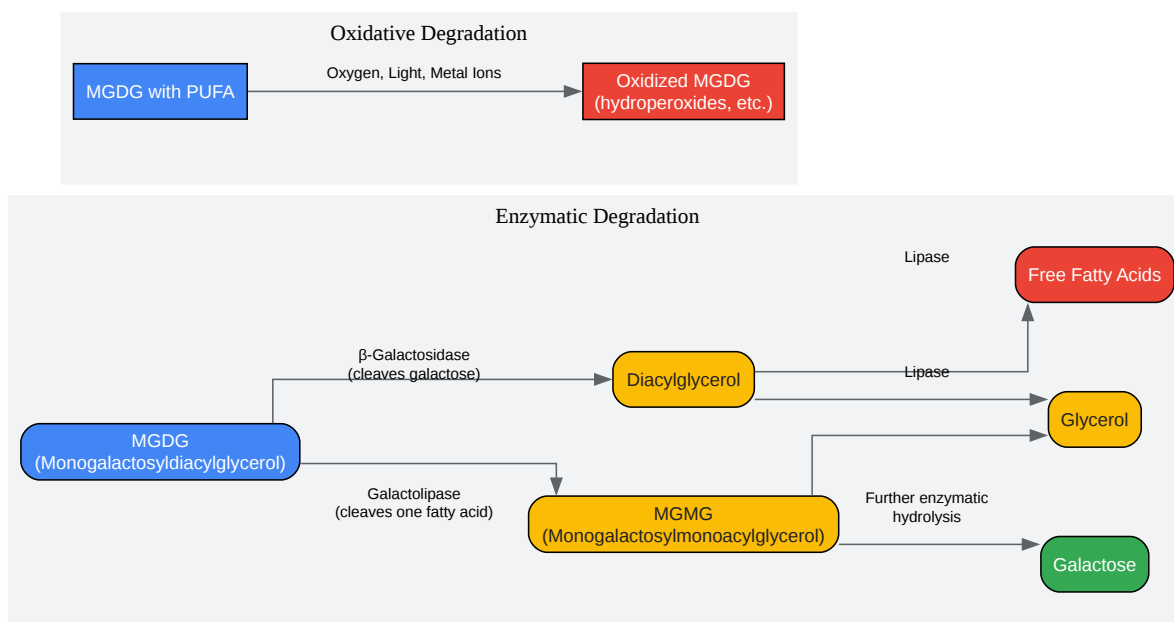 Oxidative Degradation
Oxygen, Light, Metal Ions
MGDG with PUFA
Oxidized MGDG
(hydroperoxides, etc.)
Enzymatic Degradation
Lipase
Free Fatty Acids
β-Galactosidase
(cleaves galactose)
Diacylglycerol
Lipase
Glycerol
MGDG
(Monogalactosyldiacylglycerol)
Galactolipase
(cleaves one fatty acid)
MGMG
(Monogalactosylmonoacylglycerol)
Further enzymatic
hydrolysis
Galactose